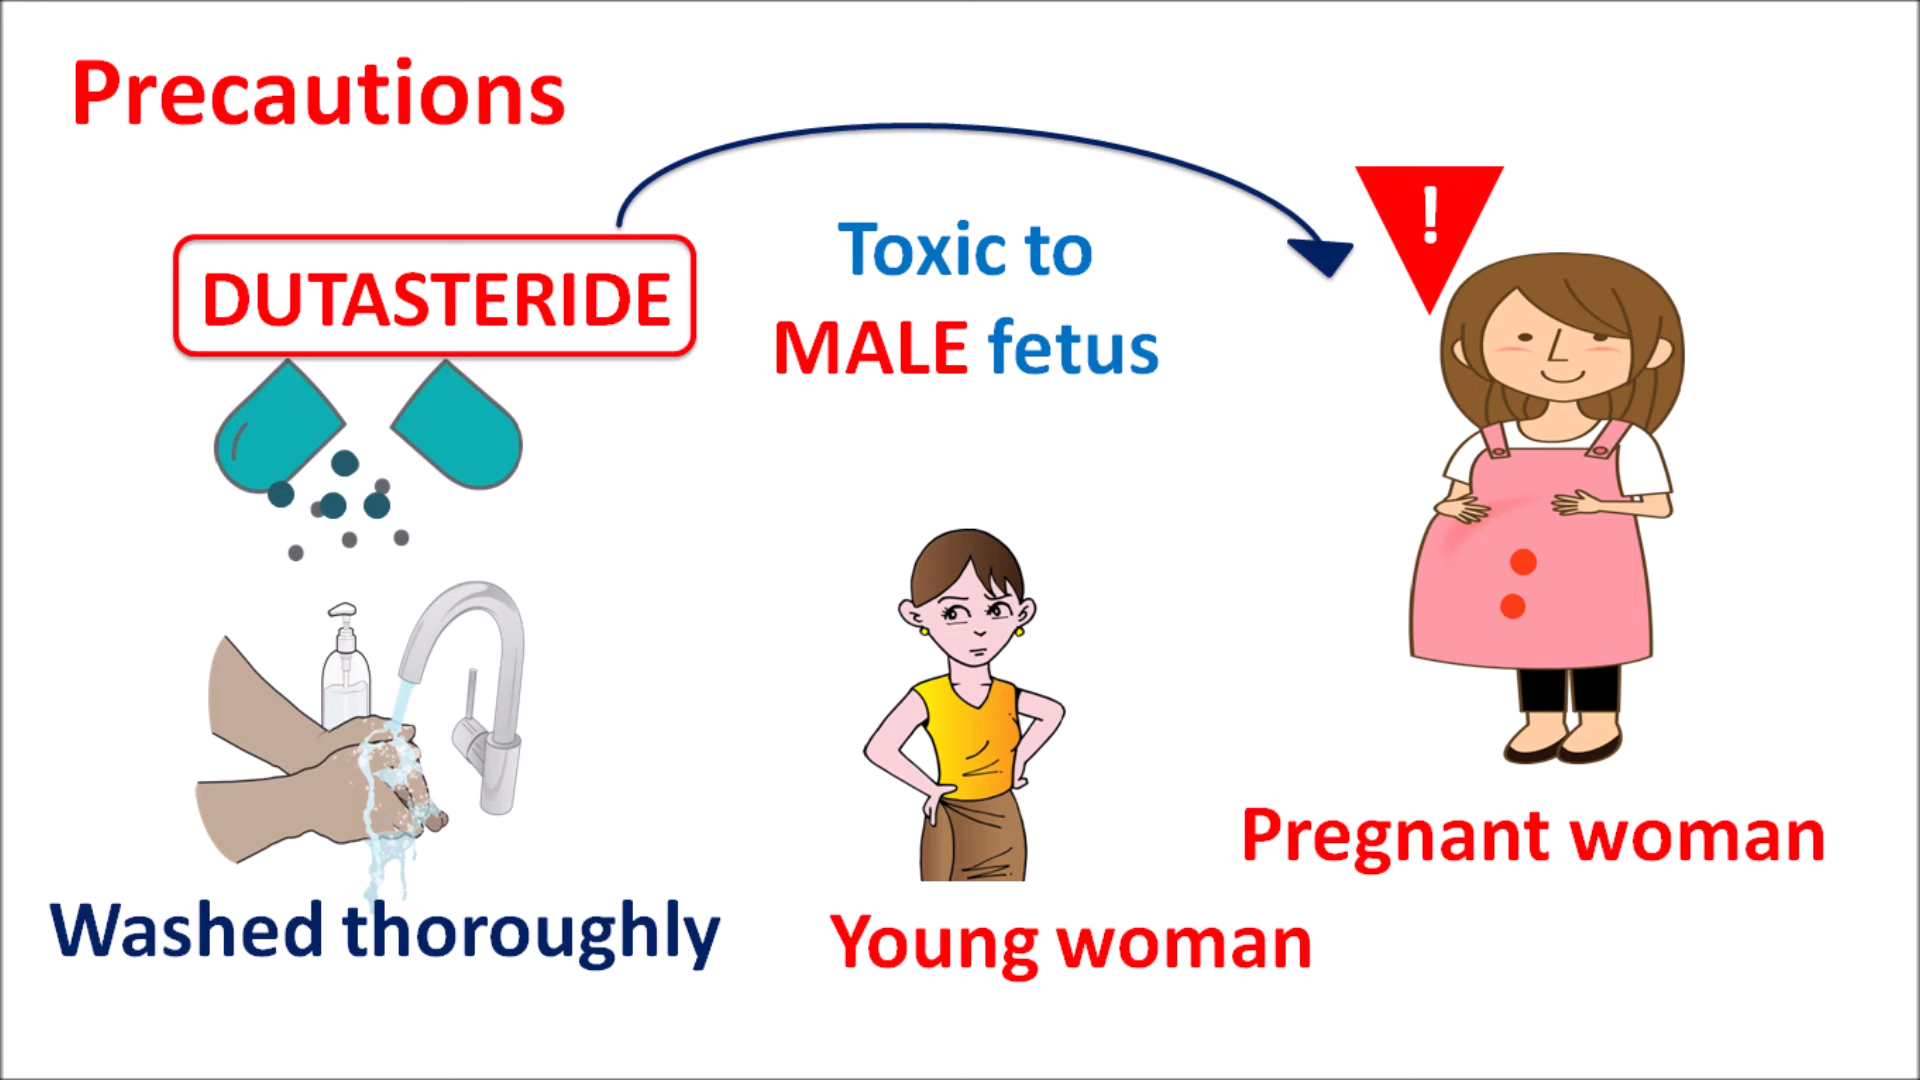 Precautions
!
DUTASTERIDE
Toxic to
MALE fetus
Pregnant woman
Washed thoroughly
Young woman